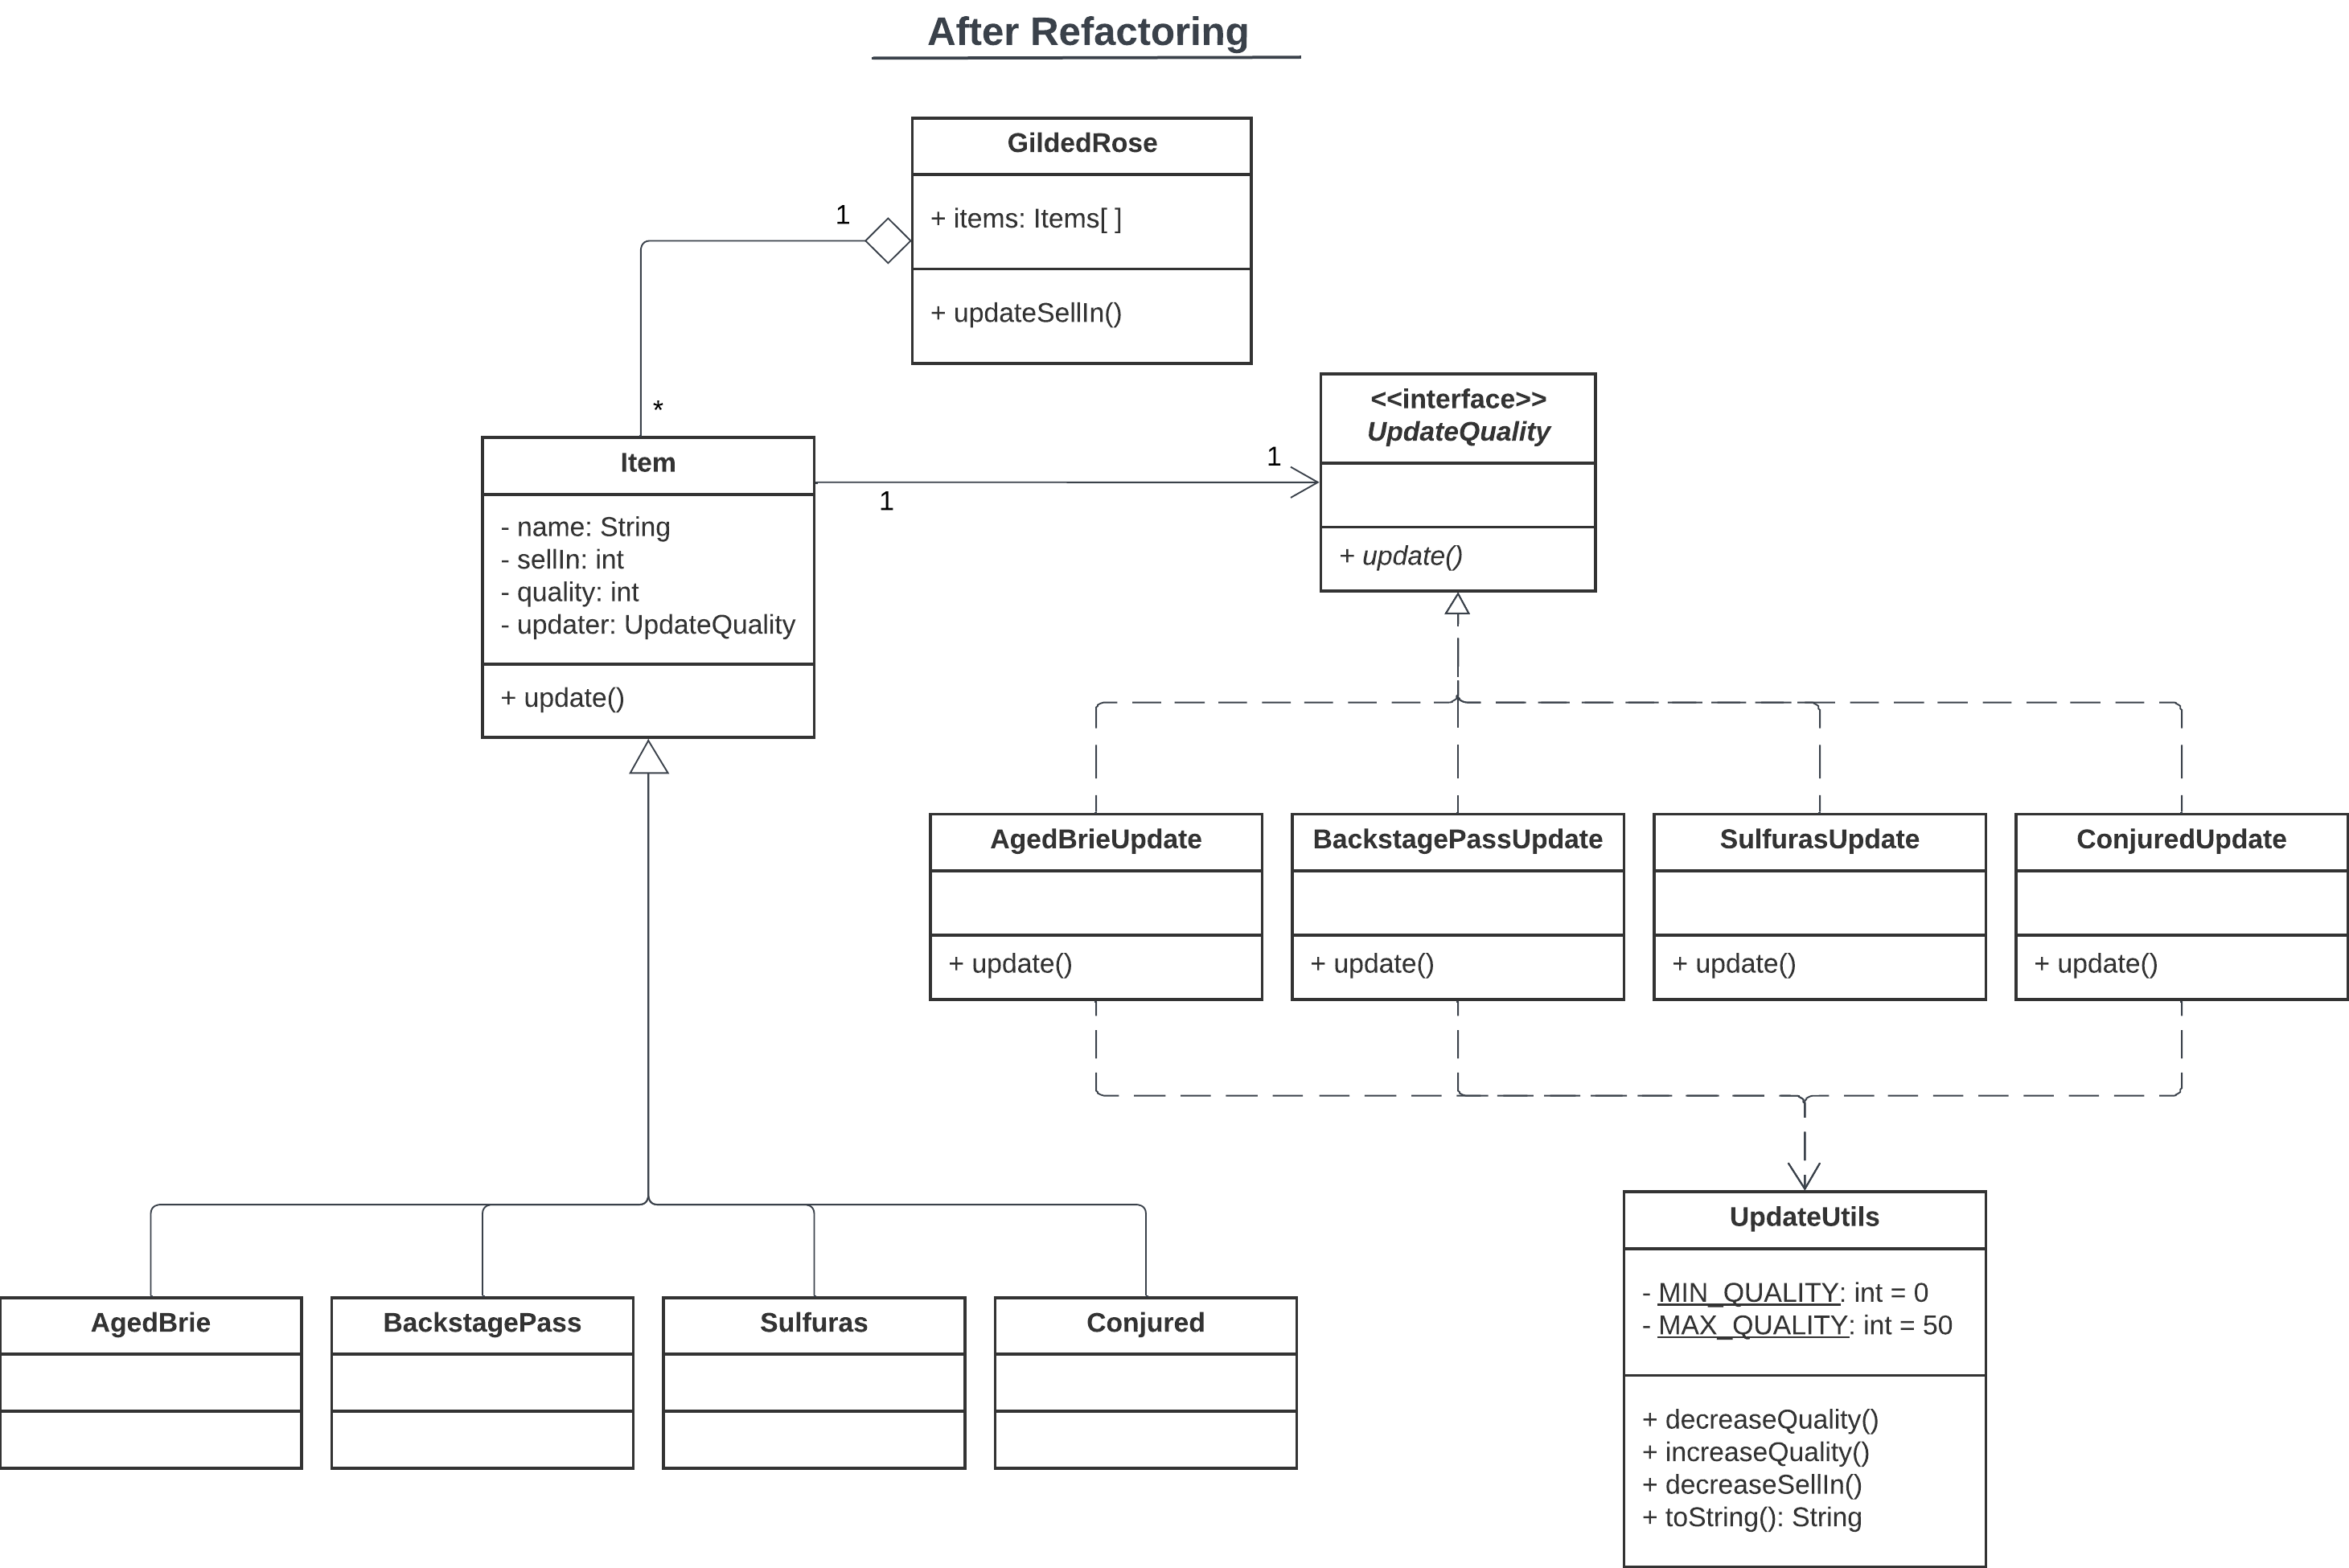 After Refactoring
GildedRose
+ items: Items[ ]
+ updateSellIn()
1
*
<<interface>>
UpdateQuality
+ update()
1
1
Item
- name: String
- sellIn: int
- quality: int
- updater: UpdateQuality
+ update()
AgedBrieUpdate
+ update()
BackstagePassUpdate
+ update()
SulfurasUpdate
+ update()
ConjuredUpdate
+ update()
UpdateUtils
- MIN_QUALITY: int = 0
- MAX_QUALITY: int = 50
+ decreaseQuality()
+ increaseQuality()
+ decreaseSellIn()
+ toString(): String
AgedBrie
BackstagePass
Sulfuras
Conjured